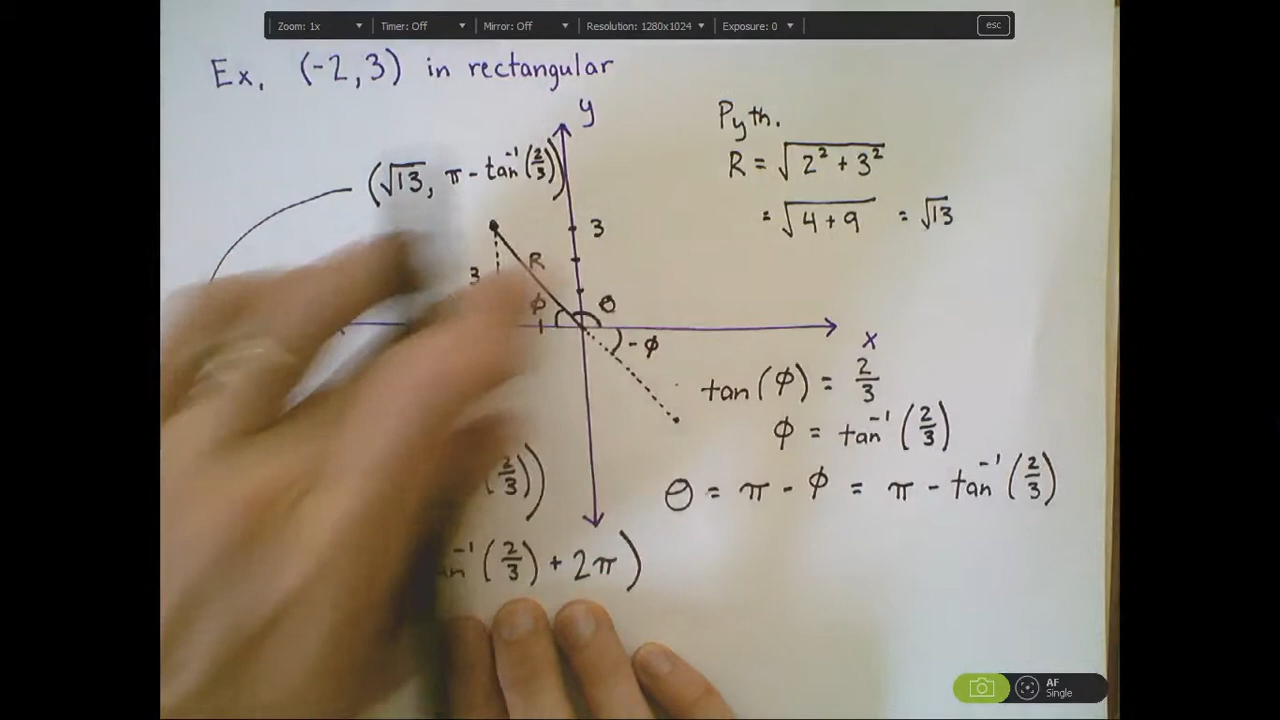 Zoom: 1x Timer: Off Mirror: Off Resolution: 1280x1024 Exposure: 0 esc
Ex. (-2,3) in rectangular
y
Pyth.
(√13, π - tan⁻¹(2/3))
R = √(2² + 3²)
= √(4 + 9) = √13
3
R
3
φ
θ
-φ
x
tan(φ) = 2/3
φ = tan⁻¹(2/3)
θ = π - φ = π - tan⁻¹(2/3)
(2/3))
⁻¹(2/3) + 2π)
AF
Single